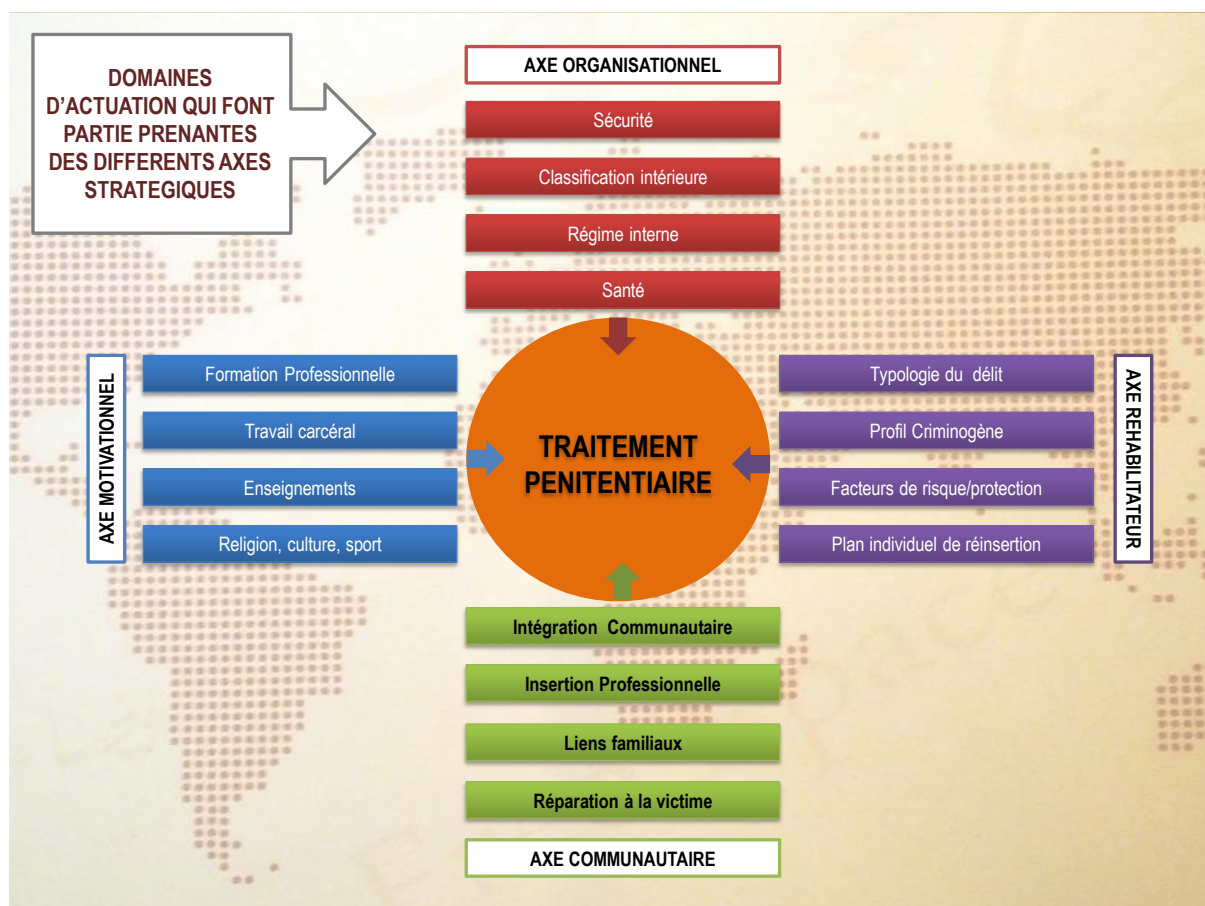 DOMAINES
D'ACTUATION QUI FONT
PARTIE PRENANTES
DES DIFFERENTS AXES
STRATEGIQUES
AXE ORGANISATIONNEL
Sécurité
Classification intérieure
Régime interne
Santé
AXE MOTIVATIONNEL
Formation Professionnelle
Travail carcéral
Enseignements
Religion, culture, sport
TRAITEMENT
PENITENTIAIRE
Typologie du délit
Profil Criminogène
Facteurs de risque/protection
Plan individuel de réinsertion
AXE REHABILITATEUR
Intégration Communautaire
Insertion Professionnelle
Liens familiaux
Réparation à la victime
AXE COMMUNAUTAIRE